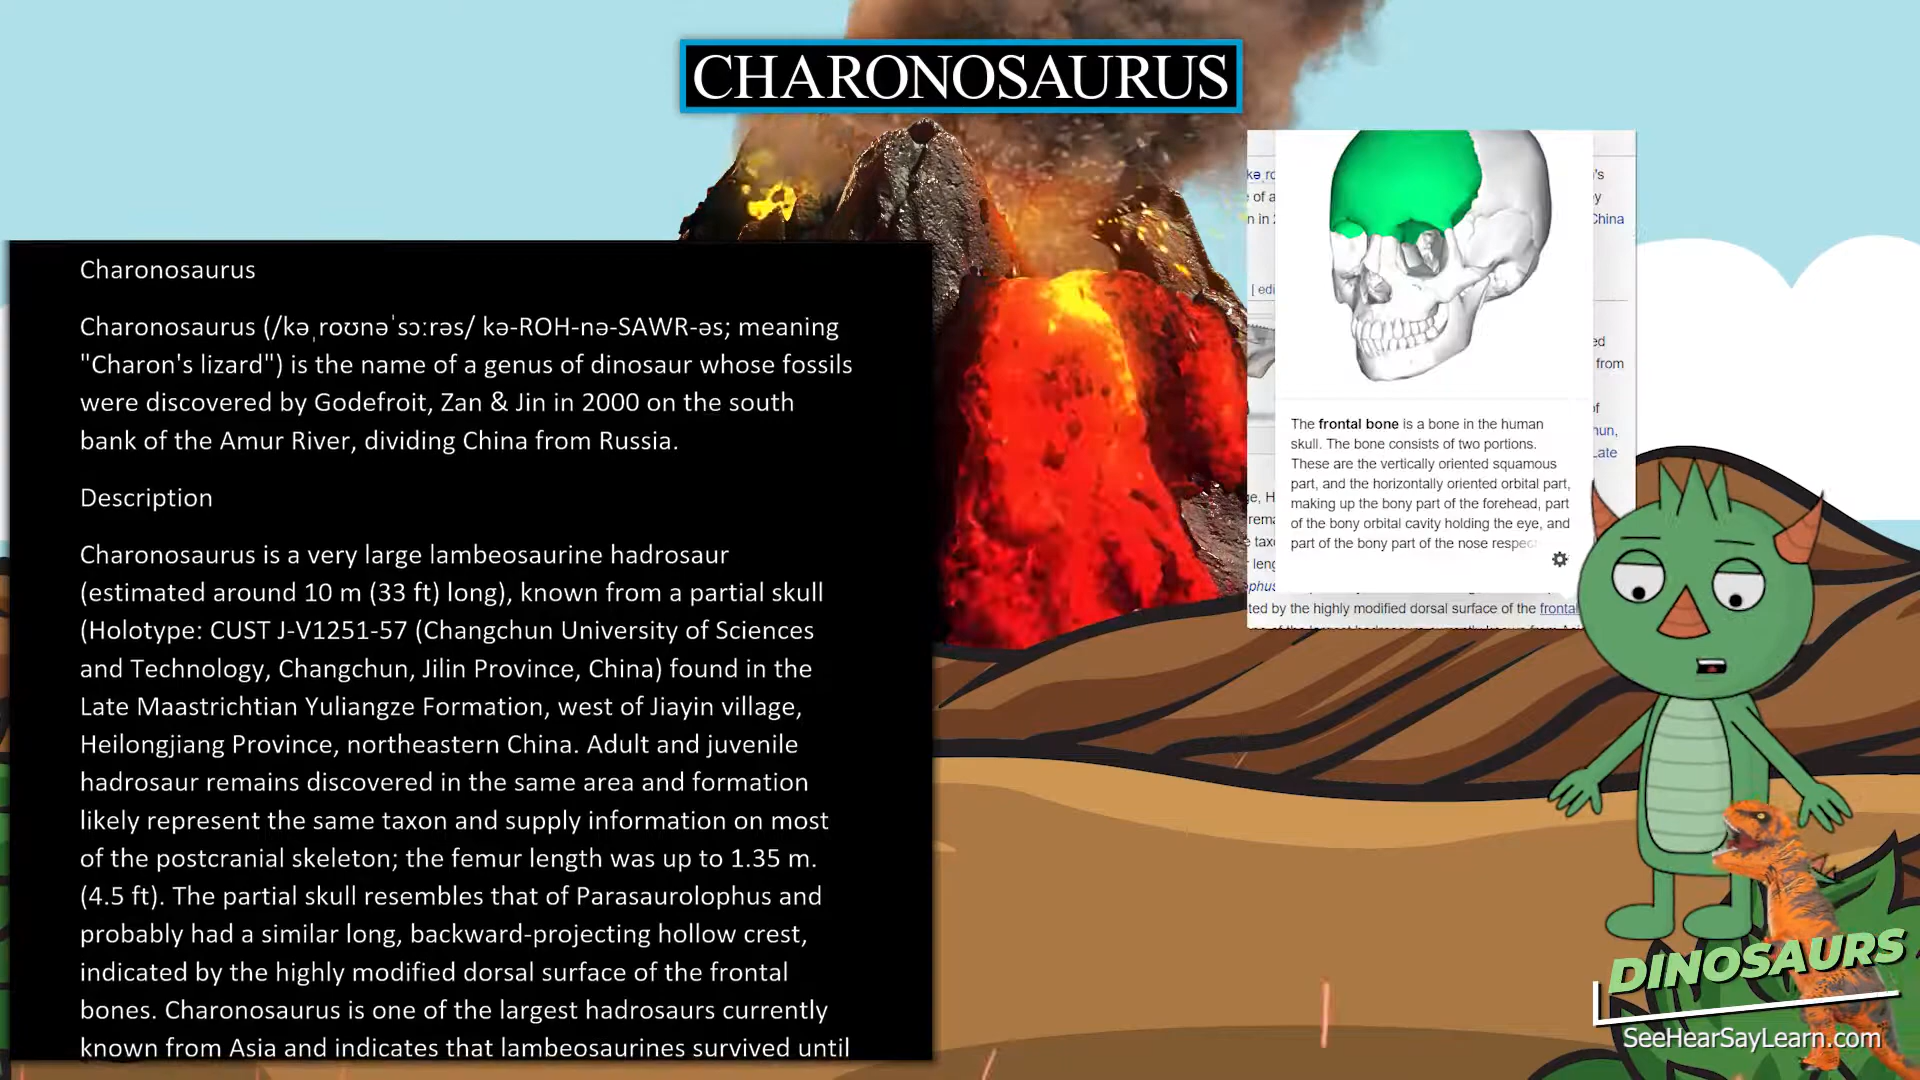 CHARONOSAURUS
Charonosaurus
Charonosaurus (/kəˌroʊnəˈsɔːrəs/ kə-ROH-nə-SAWR-əs; meaning
"Charon's lizard") is the name of a genus of dinosaur whose fossils
were discovered by Godefroit, Zan & Jin in 2000 on the south
bank of the Amur River, dividing China from Russia.
Description
Charonosaurus is a very large lambeosaurine hadrosaur
(estimated around 10 m (33 ft) long), known from a partial skull
(Holotype: CUST J-V1251-57 (Changchun University of Sciences
and Technology, Changchun, Jilin Province, China) found in the
Late Maastrichtian Yuliangze Formation, west of Jiayin village,
Heilongjiang Province, northeastern China. Adult and juvenile
hadrosaur remains discovered in the same area and formation
likely represent the same taxon and supply information on most
of the postcranial skeleton; the femur length was up to 1.35 m.
(4.5 ft). The partial skull resembles that of Parasaurolophus and
probably had a similar long, backward-projecting hollow crest,
indicated by the highly modified dorsal surface of the frontal
bones. Charonosaurus is one of the largest hadrosaurs currently
known from Asia and indicates that lambeosaurines survived until
China
from
Late
The frontal bone is a bone in the human
skull. The bone consists of two portions.
These are the vertically oriented squamous
part, and the horizontally oriented orbital part,
making up the bony part of the forehead, part
of the bony orbital cavity holding the eye, and
part of the bony part of the nose respec
ted by the highly modified dorsal surface of the frontal
DINOSAURS
SeeHearSayLearn.com